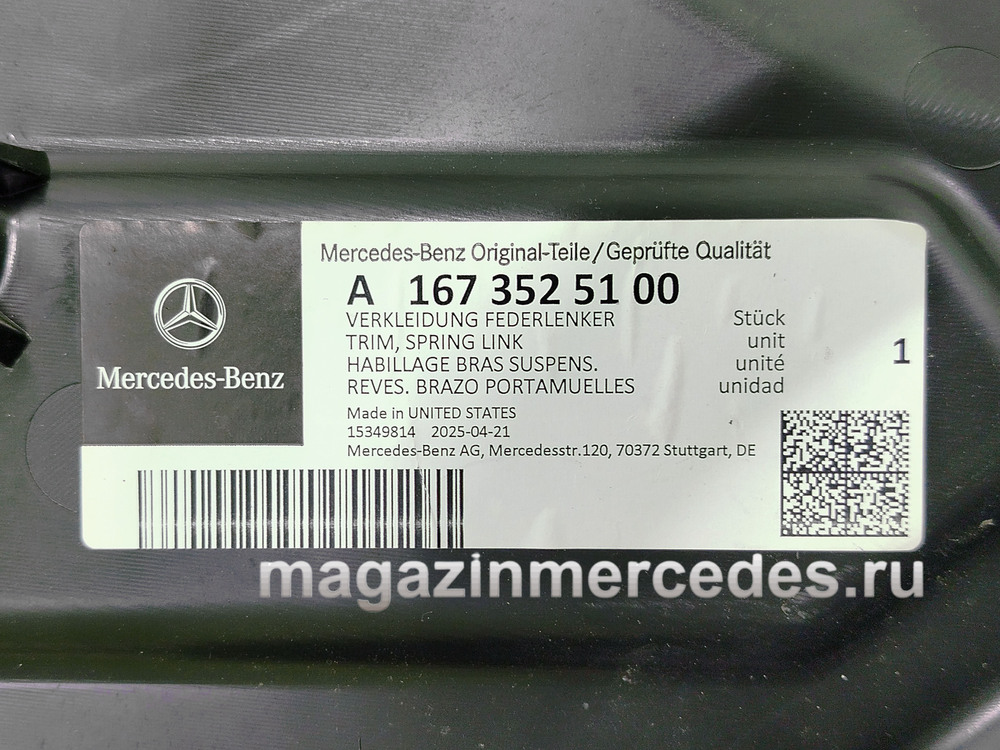 Mercedes-Benz Original-Teile/Geprüfte Qualität
A 167 352 51 00
VERKLEIDUNG FEDERLENKER Stück
TRIM, SPRING LINK unit
HABILLAGE BRAS SUSPENS. unité
REVES. BRAZO PORTAMUELLES unidad
1
Mercedes-Benz
Made in UNITED STATES
15349814 2025-04-21
Mercedes-Benz AG, Mercedesstr.120, 70372 Stuttgart, DE
magazinmercedes.ru